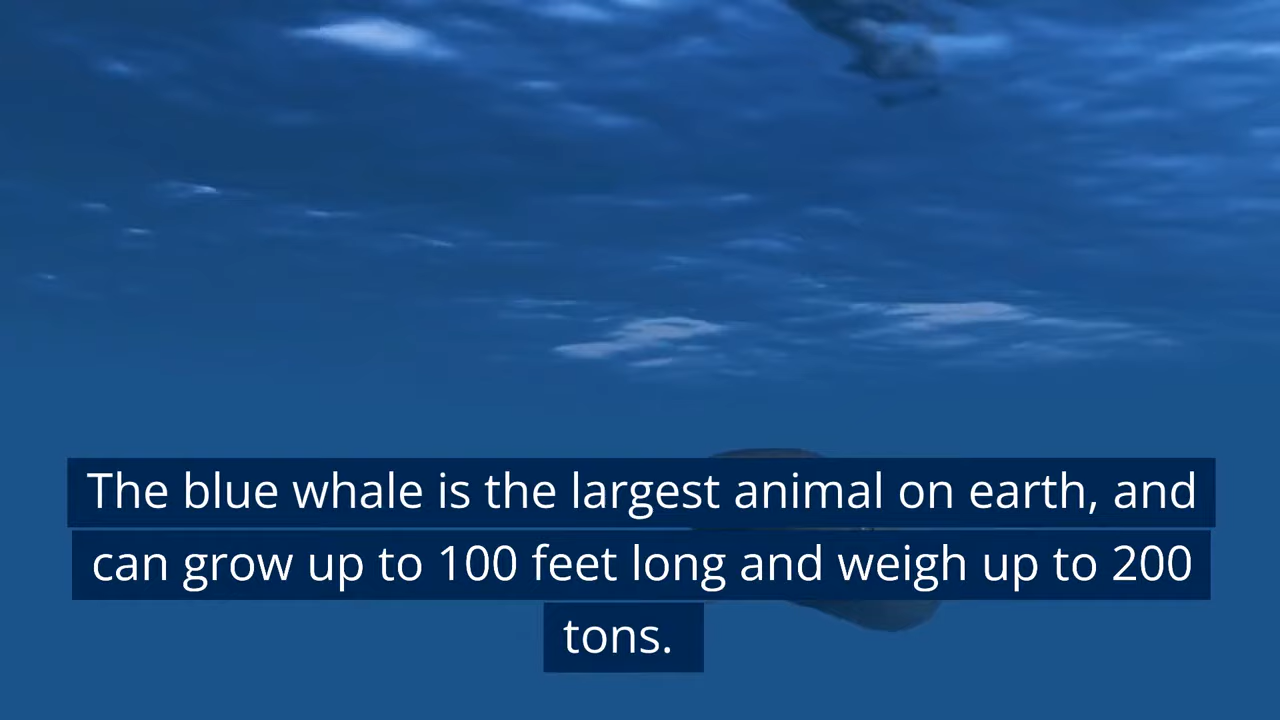 The blue whale is the largest animal on earth, and
can grow up to 100 feet long and weigh up to 200
tons.